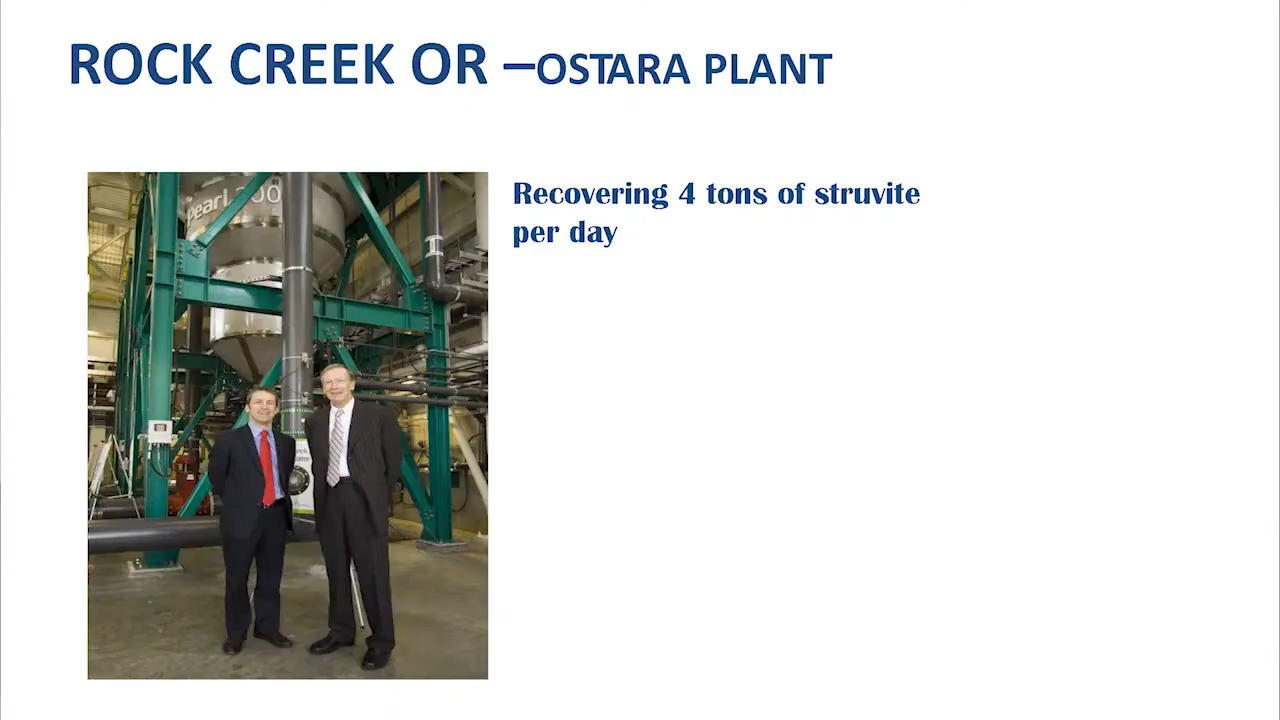 ROCK CREEK OR –OSTARA PLANT
Recovering 4 tons of struvite
per day